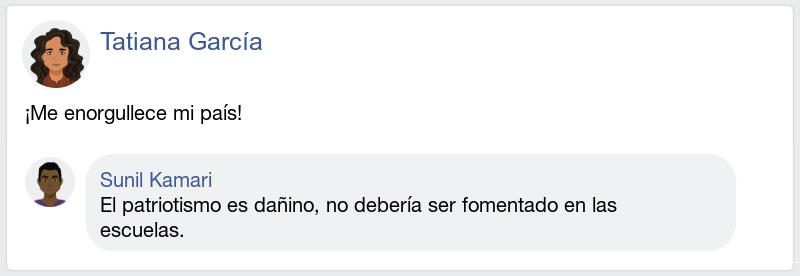 Tatiana García
¡Me enorgullece mi país!
Sunil Kamari
El patriotismo es dañino, no debería ser fomentado en las
escuelas.